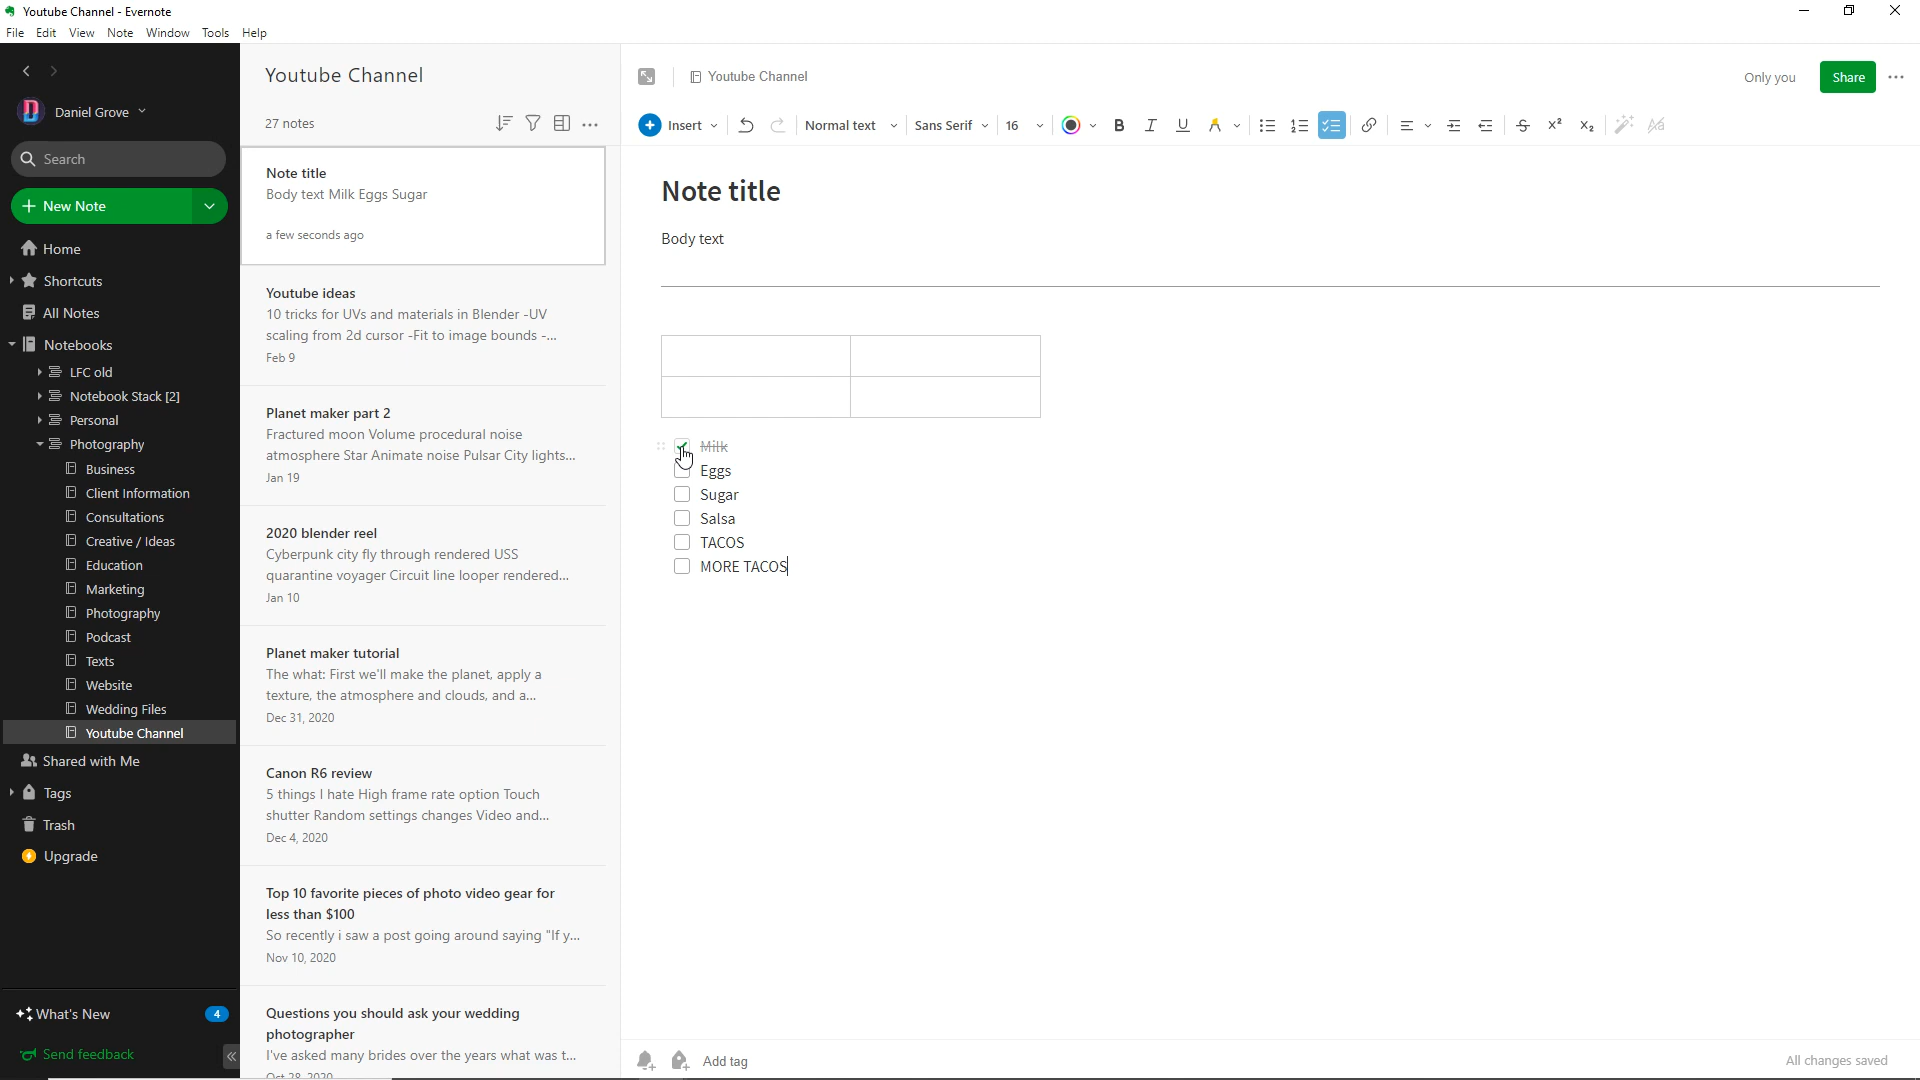 Youtube Channel - Evernote
File Edit View Note Window Tools Help
Daniel Grove
Search
New Note
Home
Shortcuts
All Notes
Notebooks
LFC old
Notebook Stack [2]
Personal
Photography
Business
Client Information
Consultations
Creative / Ideas
Education
Marketing
Photography
Podcast
Texts
Website
Wedding Files
Youtube Channel
Shared with Me
Tags
Trash
Upgrade
What's New 4
Send feedback
Youtube Channel
27 notes
Note title
Body text Milk Eggs Sugar
a few seconds ago
Youtube ideas
10 tricks for UVs and materials in Blender -UV
scaling from 2d cursor -Fit to image bounds -...
Feb 9
Planet maker part 2
Fractured moon Volume procedural noise
atmosphere Star Animate noise Pulsar City lights...
Jan 19
2020 blender reel
Cyberpunk city fly through rendered USS
quarantine voyager Circuit line looper rendered...
Jan 10
Planet maker tutorial
The what: First we'll make the planet, apply a
texture, the atmosphere and clouds, and a...
Dec 31, 2020
Canon R6 review
5 things I hate High frame rate option Touch
shutter Random settings changes Video and...
Dec 4, 2020
Top 10 favorite pieces of photo video gear for
less than $100
So recently i saw a post going around saying "If y...
Nov 10, 2020
Questions you should ask your wedding
photographer
I've asked many brides over the years what was t...
Oct 28, 2020
Youtube Channel
Only you Share
Insert Normal text Sans Serif 16
Note title
Body text
Milk
Eggs
Sugar
Salsa
TACOS
MORE TACOS
Add tag
All changes saved